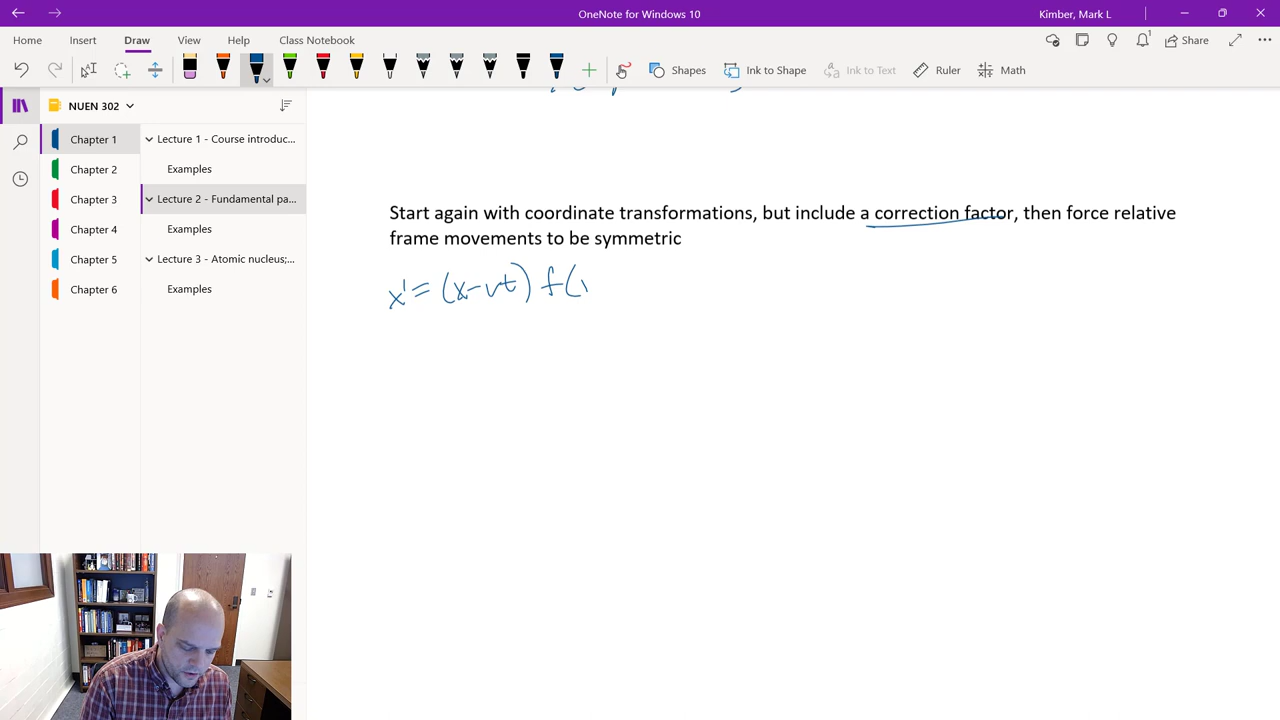 OneNote for Windows 10
Kimber, Mark L
Home Insert Draw View Help Class Notebook
Shapes Ink to Shape Ink to Text Ruler Math Share
NUEN 302
Chapter 1
Chapter 2
Chapter 3
Chapter 4
Chapter 5
Chapter 6
Lecture 1 - Course introduc...
Examples
Lecture 2 - Fundamental pa...
Examples
Lecture 3 - Atomic nucleus;...
Examples
Start again with coordinate transformations, but include a correction factor, then force relative
frame movements to be symmetric
x' = (x-vt) f(